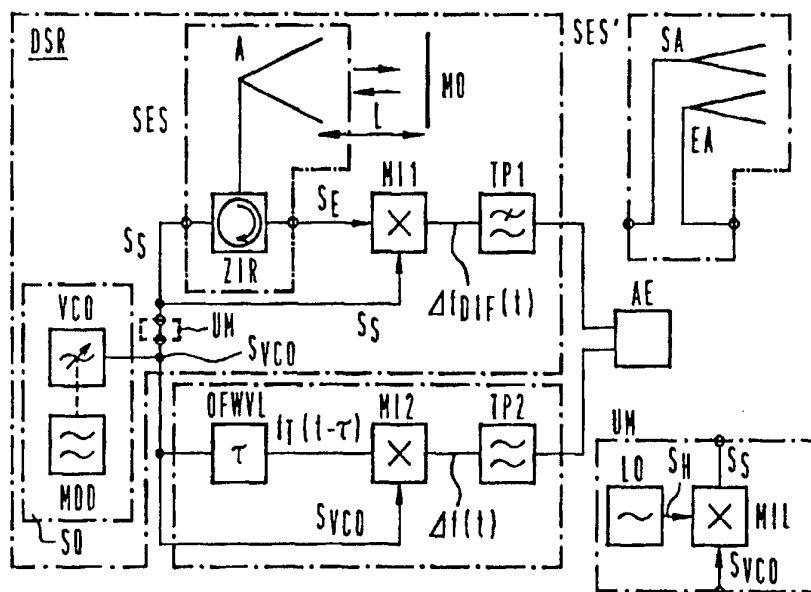 DSR
SES
A
L
MO
SES'
SA
EA
SS
ZIR
SE
MI1
TP1
ΔfDIF(t)
SS
AE
VCO
UM
SVCO
MOD
SQ
OFWVL
τ
fT(t-τ)
MI2
TP2
SVCO
Δf(t)
UM
LO
SH
SS
MIL
SVCO